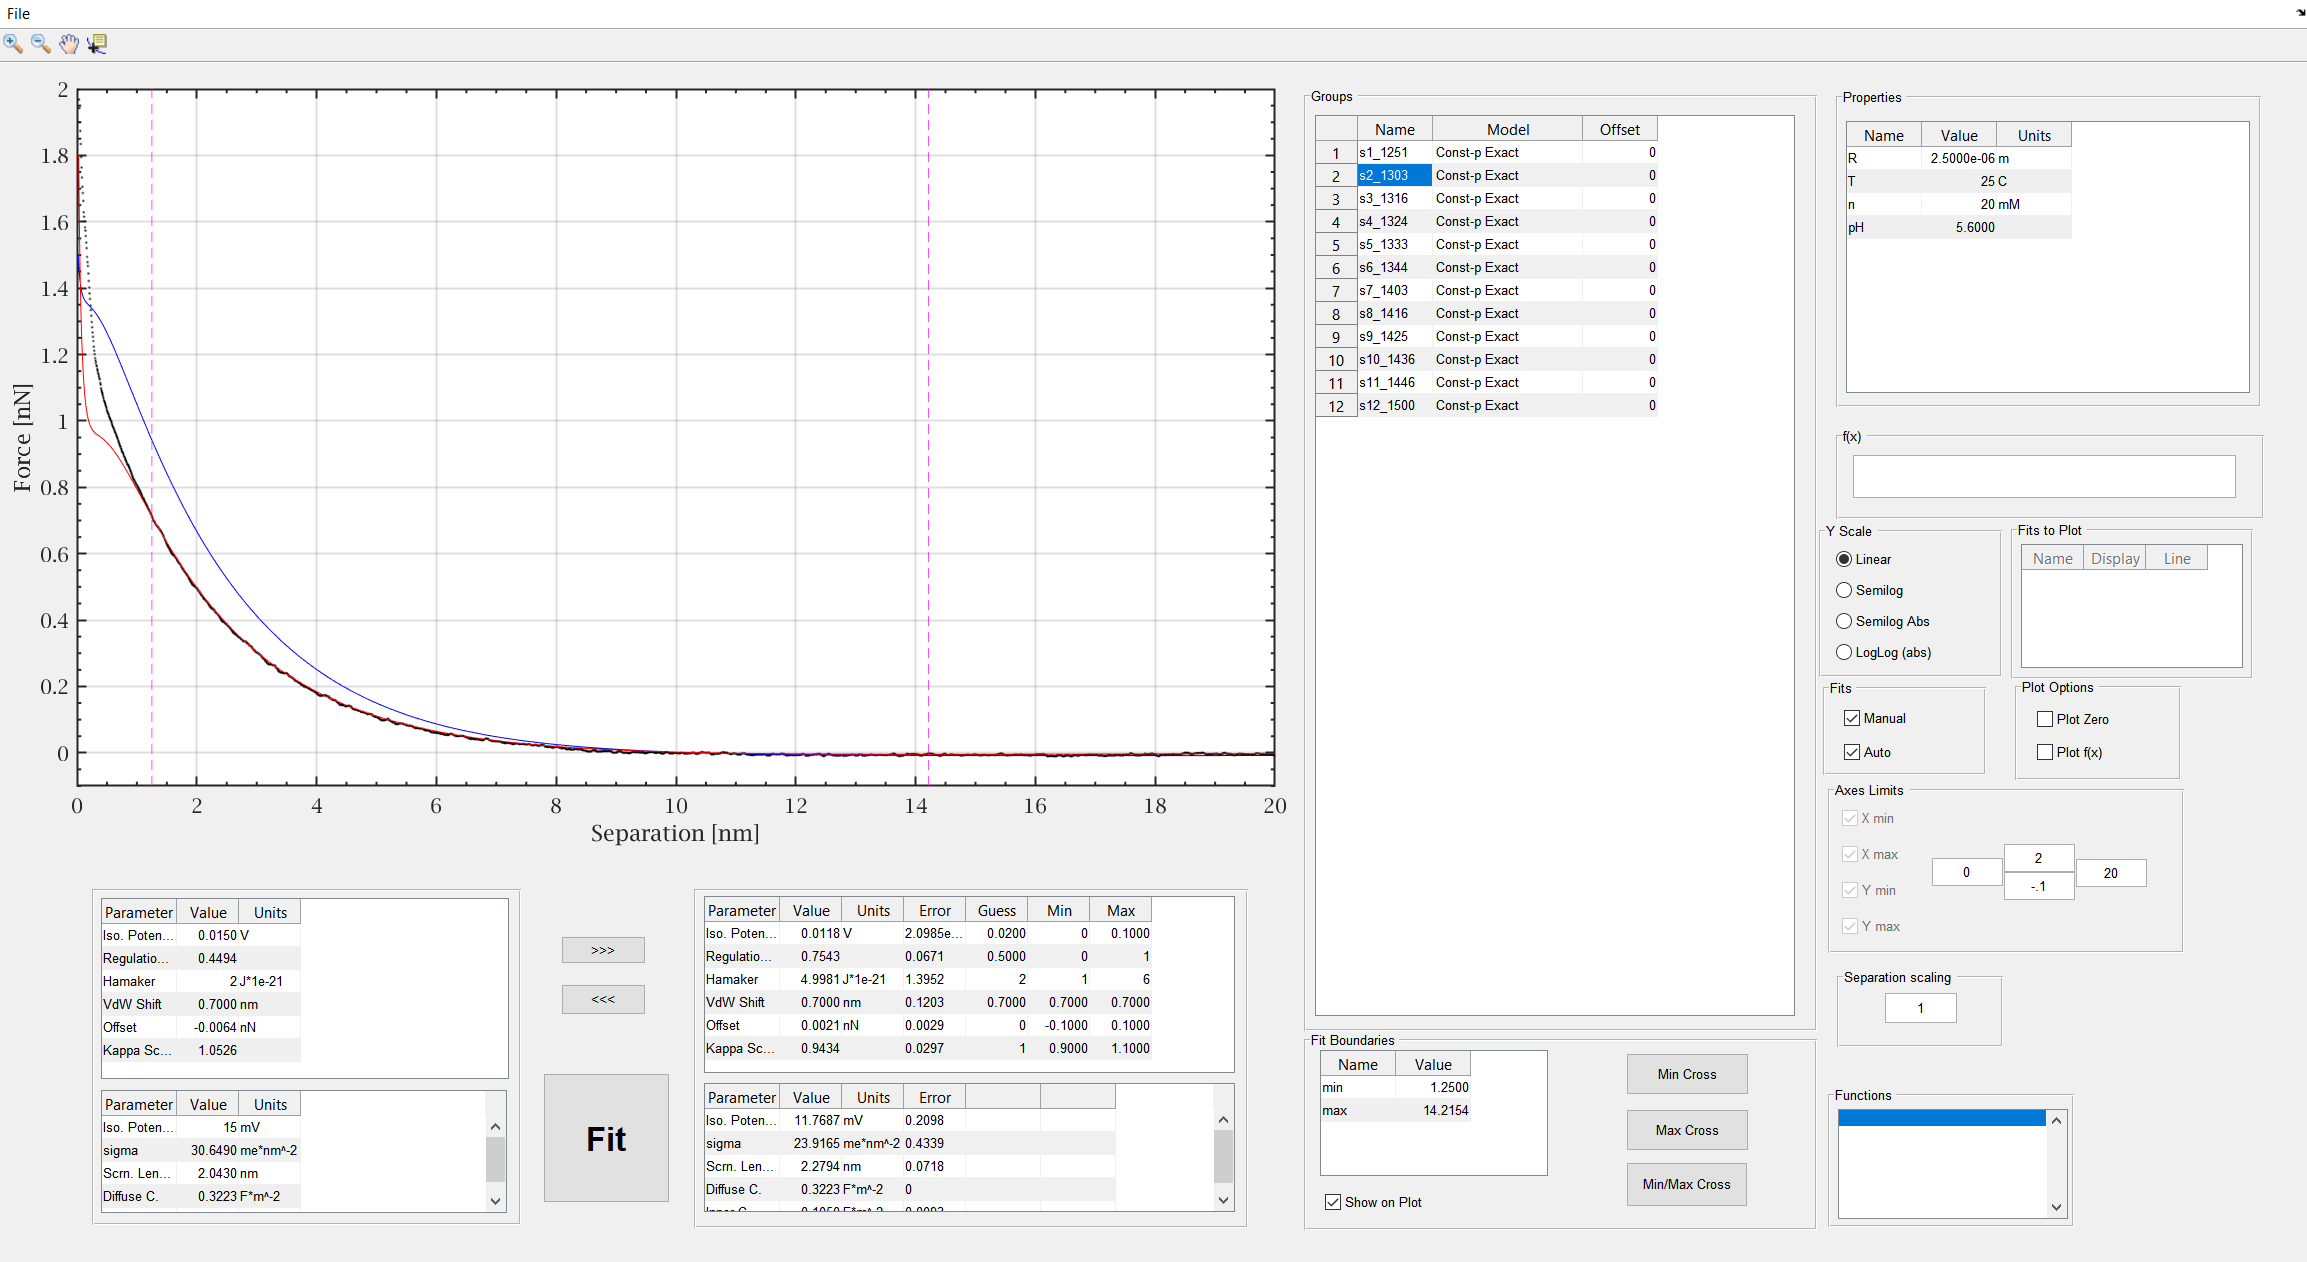 File
2
1.8
1.6
1.4
1.2
1
0.8
0.6
0.4
0.2
0
Force [nN]
0 2 4 6 8 10 12 14 16 18 20
Separation [nm]
Parameter Value Units
Iso. Poten... 0.0150 V
Regulatio... 0.4494
Hamaker 2 J*1e-21
VdW Shift 0.7000 nm
Offset -0.0064 nN
Kappa Sc... 1.0526
Parameter Value Units
Iso. Poten... 15 mV
sigma 30.6490 me*nm^-2
Scrn. Len... 2.0430 nm
Diffuse C. 0.3223 F*m^-2
>>>
<<<
Fit
Parameter Value Units Error Guess Min Max
Iso. Poten... 0.0118 V 2.0985e... 0.0200 0 0.1000
Regulatio... 0.7543 0.0671 0.5000 0 1
Hamaker 4.9981 J*1e-21 1.3952 2 1 6
VdW Shift 0.7000 nm 0.1203 0.7000 0.7000 0.7000
Offset 0.0021 nN 0.0029 0 -0.1000 0.1000
Kappa Sc... 0.9434 0.0297 1 0.9000 1.1000
Parameter Value Units Error
Iso. Poten... 11.7687 mV 0.2098
sigma 23.9165 me*nm^-2 0.4339
Scrn. Len... 2.2794 nm 0.0718
Diffuse C. 0.3223 F*m^-2 0
Groups
Name Model Offset
1 s1_1251 Const-p Exact 0
2 s2_1303 Const-p Exact 0
3 s3_1316 Const-p Exact 0
4 s4_1324 Const-p Exact 0
5 s5_1333 Const-p Exact 0
6 s6_1344 Const-p Exact 0
7 s7_1403 Const-p Exact 0
8 s8_1416 Const-p Exact 0
9 s9_1425 Const-p Exact 0
10 s10_1436 Const-p Exact 0
11 s11_1446 Const-p Exact 0
12 s12_1500 Const-p Exact 0
Fit Boundaries
Name Value
min 1.2500
max 14.2154
Show on Plot
Min Cross
Max Cross
Min/Max Cross
Properties
Name Value Units
R 2.5000e-06 m
T 25 C
n 20 mM
pH 5.6000
f(x)
Y Scale
Linear
Semilog
Semilog Abs
LogLog (abs)
Fits to Plot
Name Display Line
Fits
Manual
Auto
Plot Options
Plot Zero
Plot f(x)
Axes Limits
X min
X max
Y min
Y max
0
2
-.1
20
Separation scaling
1
Functions